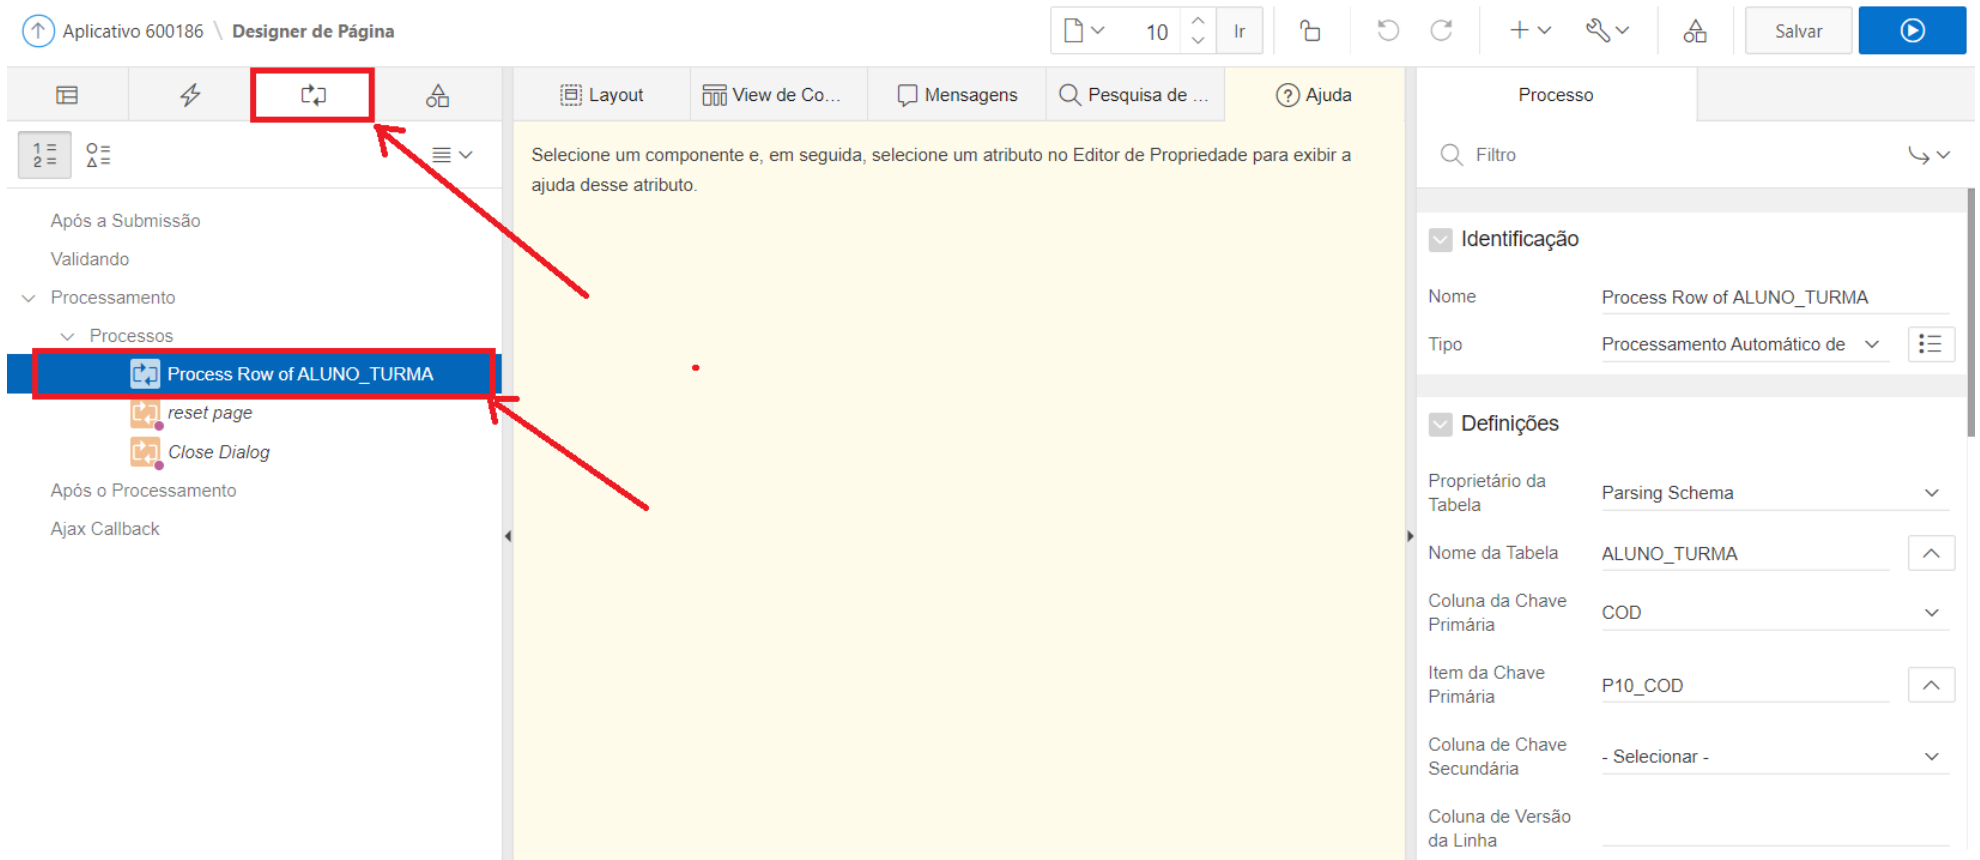 Aplicativo 600186 \ Designer de Página
10
Ir
Salvar
Layout
View de Co...
Mensagens
Pesquisa de ...
Ajuda
Processo
Selecione um componente e, em seguida, selecione um atributo no Editor de Propriedade para exibir a
ajuda desse atributo.
Filtro
Após a Submissão
Validando
Processamento
Processos
Process Row of ALUNO_TURMA
reset page
Close Dialog
Após o Processamento
Ajax Callback
Identificação
Nome
Process Row of ALUNO_TURMA
Tipo
Processamento Automático de
Definições
Proprietário da
Tabela
Parsing Schema
Nome da Tabela
ALUNO_TURMA
Coluna da Chave
Primária
COD
Item da Chave
Primária
P10_COD
Coluna de Chave
Secundária
- Selecionar -
Coluna de Versão
da Linha